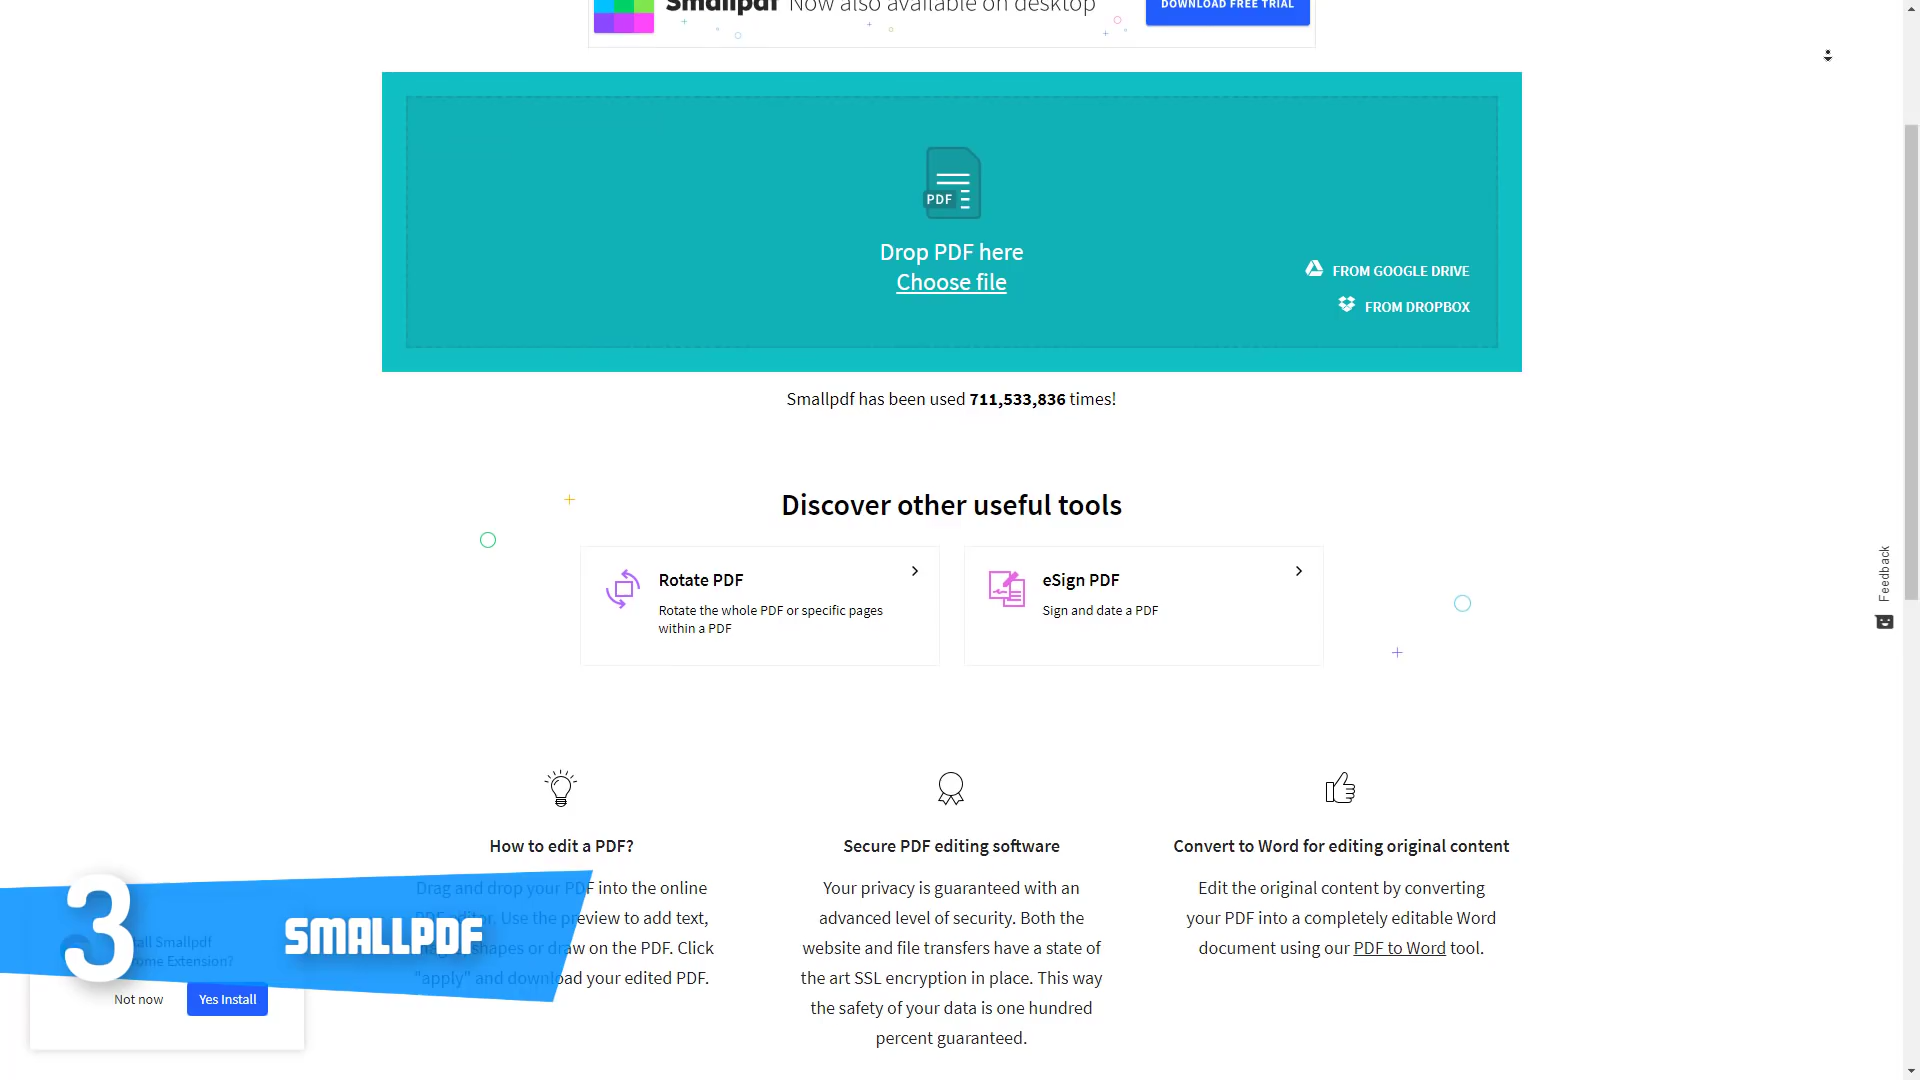 Smallpdf Now also available on desktop
DOWNLOAD FREE TRIAL
PDF
Drop PDF here
Choose file
FROM GOOGLE DRIVE
FROM DROPBOX
Smallpdf has been used 711,533,836 times!
Discover other useful tools
Rotate PDF
Rotate the whole PDF or specific pages
within a PDF
eSign PDF
Sign and date a PDF
Feedback
How to edit a PDF?
Drag and drop your PDF into the online
PDF editor. Use the preview to add text,
shapes or draw on the PDF. Click
"apply" and download your edited PDF.
Secure PDF editing software
Your privacy is guaranteed with an
advanced level of security. Both the
website and file transfers have a state of
the art SSL encryption in place. This way
the safety of your data is one hundred
percent guaranteed.
Convert to Word for editing original content
Edit the original content by converting
your PDF into a completely editable Word
document using our PDF to Word tool.
3 SMALLPDF
Smallpdf
Extension?
Not now
Yes Install